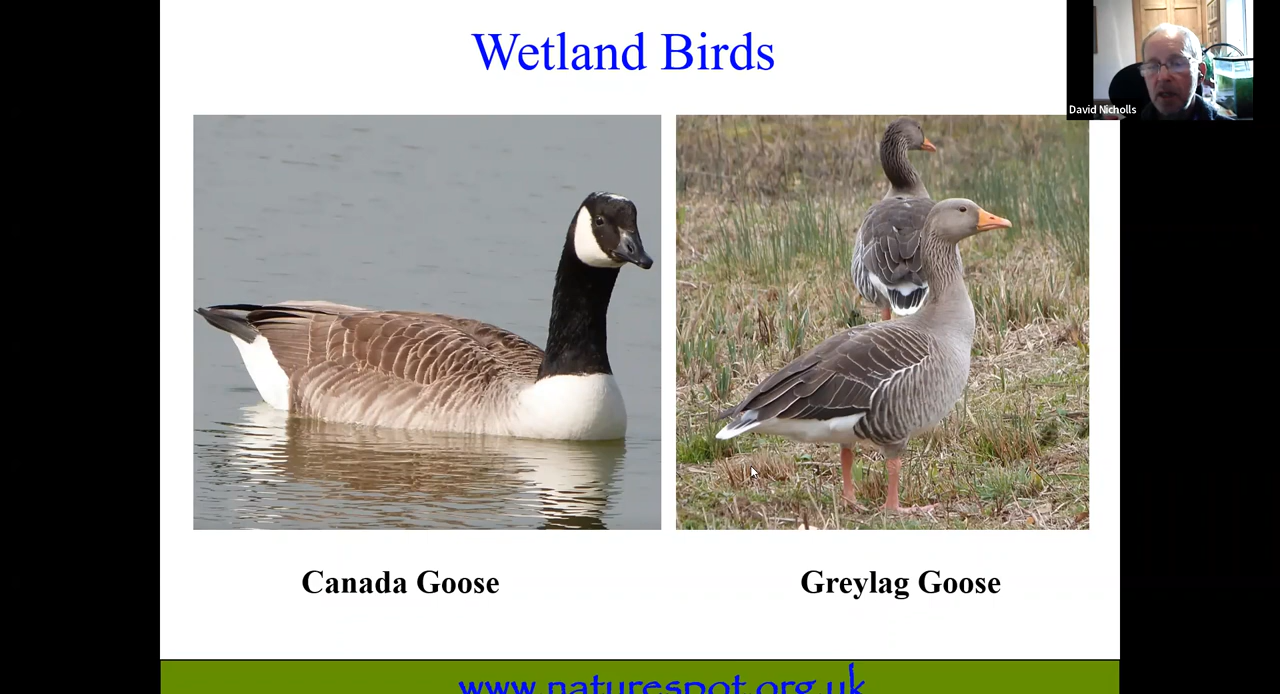 Wetland Birds
David Nicholls
Canada Goose
Greylag Goose
www.naturespot.org.uk